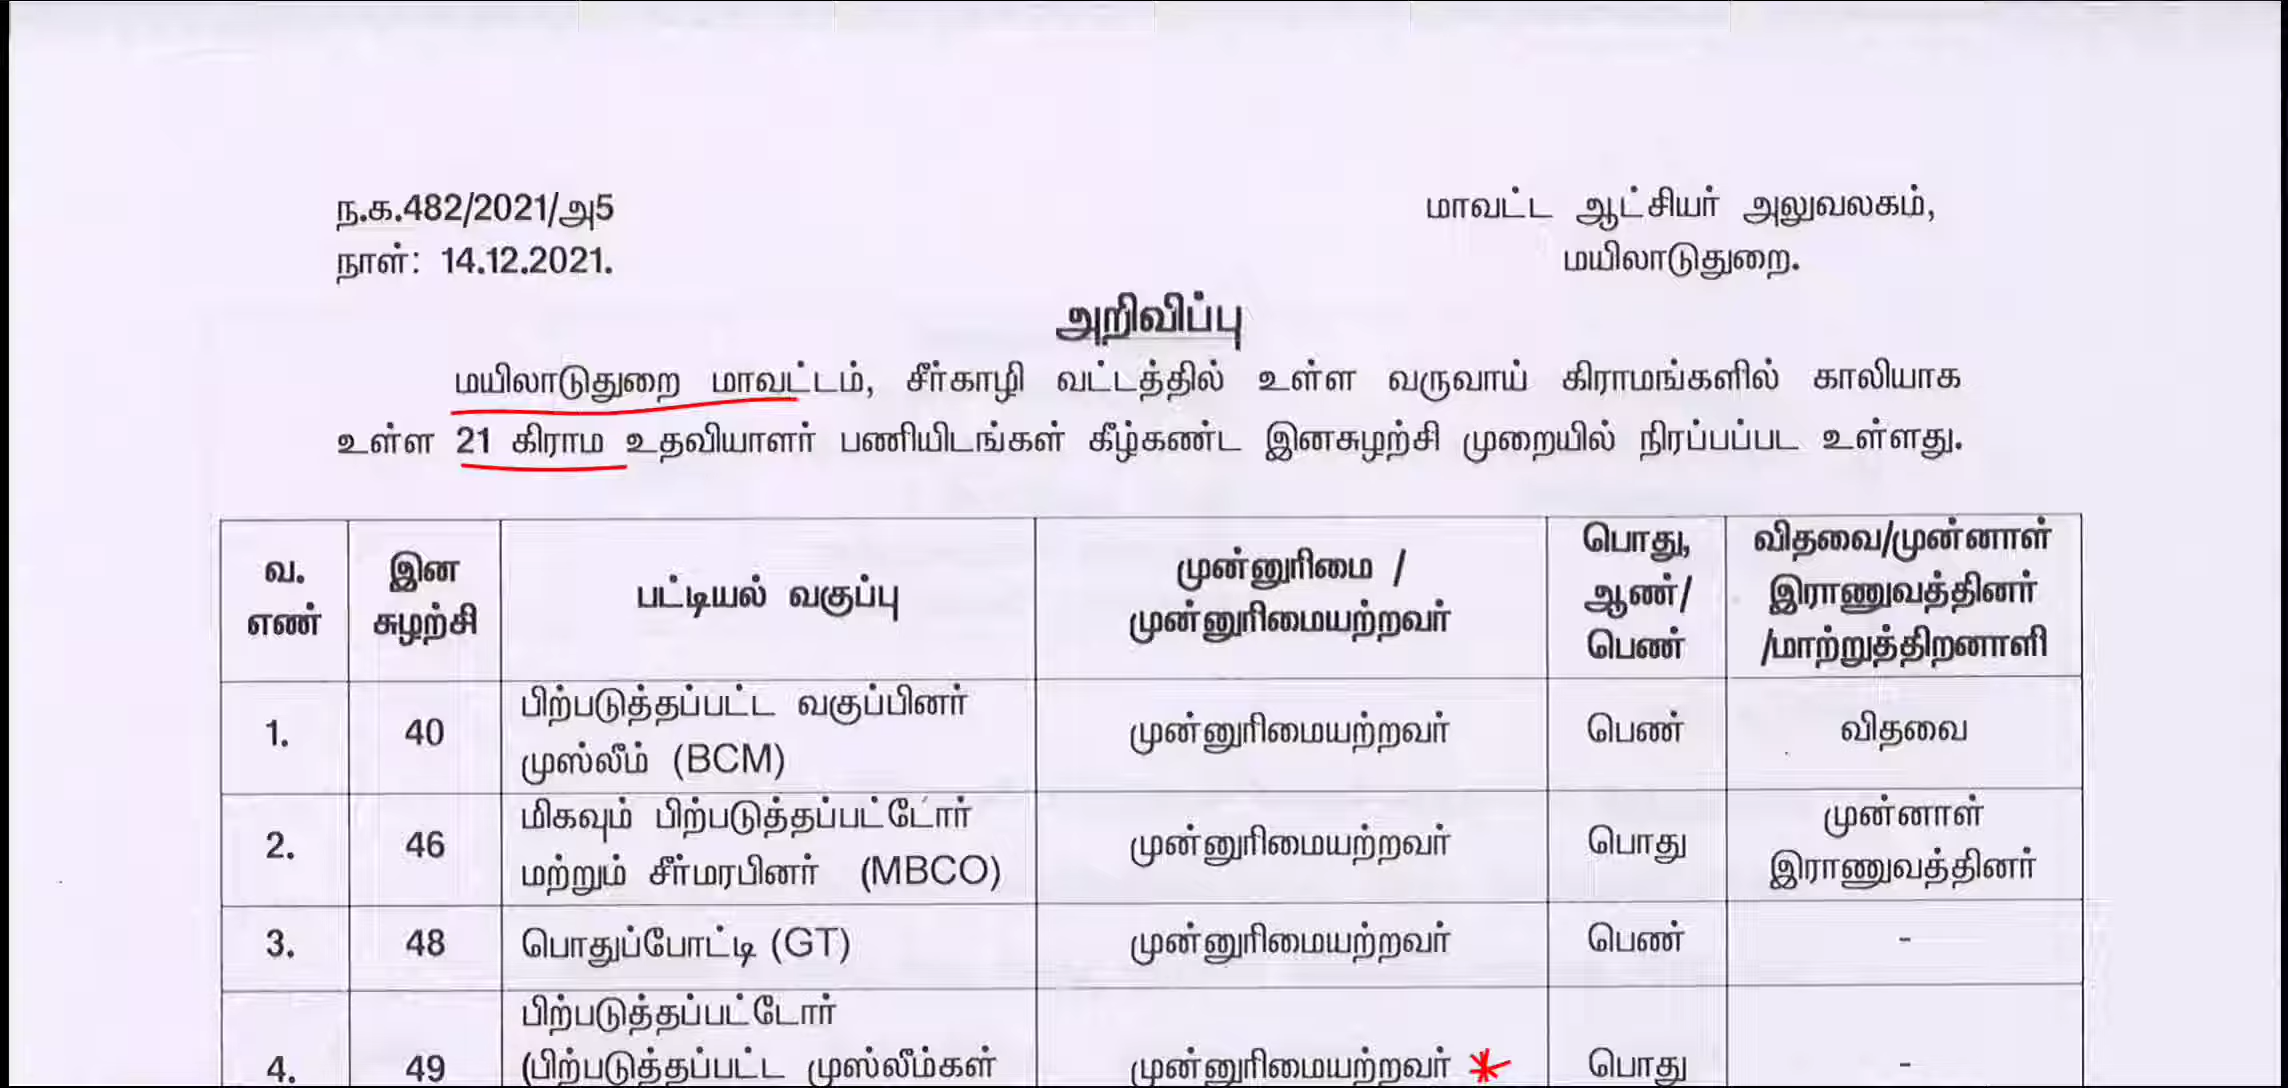 ந.க.482/2021/அ5
நாள்: 14.12.2021.
மாவட்ட ஆட்சியர் அலுவலகம்,
மயிலாடுதுறை.
அறிவிப்பு
மயிலாடுதுறை மாவட்டம், சீர்காழி வட்டத்தில் உள்ள வருவாய் கிராமங்களில் காலியாக
உள்ள 21 கிராம உதவியாளர் பணியிடங்கள் கீழ்கண்ட இனசுழற்சி முறையில் நிரப்பப்பட உள்ளது.
வ. எண் | இன சுழற்சி | பட்டியல் வகுப்பு | முன்னுரிமை / முன்னுரிமையற்றவர் | பொது, ஆண்/ பெண் | விதவை/முன்னாள் இராணுவத்தினர் /மாற்றுத்திறனாளி
1. | 40 | பிற்படுத்தப்பட்ட வகுப்பினர் முஸ்லீம் (BCM) | முன்னுரிமையற்றவர் | பெண் | விதவை
2. | 46 | மிகவும் பிற்படுத்தப்பட்டோர் மற்றும் சீர்மரபினர் (MBCO) | முன்னுரிமையற்றவர் | பொது | முன்னாள் இராணுவத்தினர்
3. | 48 | பொதுப்போட்டி (GT) | முன்னுரிமையற்றவர் | பெண் | -
4. | 49 | பிற்படுத்தப்பட்டோர் (பிற்படுத்தப்பட்ட முஸ்லீம்கள் | முன்னுரிமையற்றவர் * | பொது | -